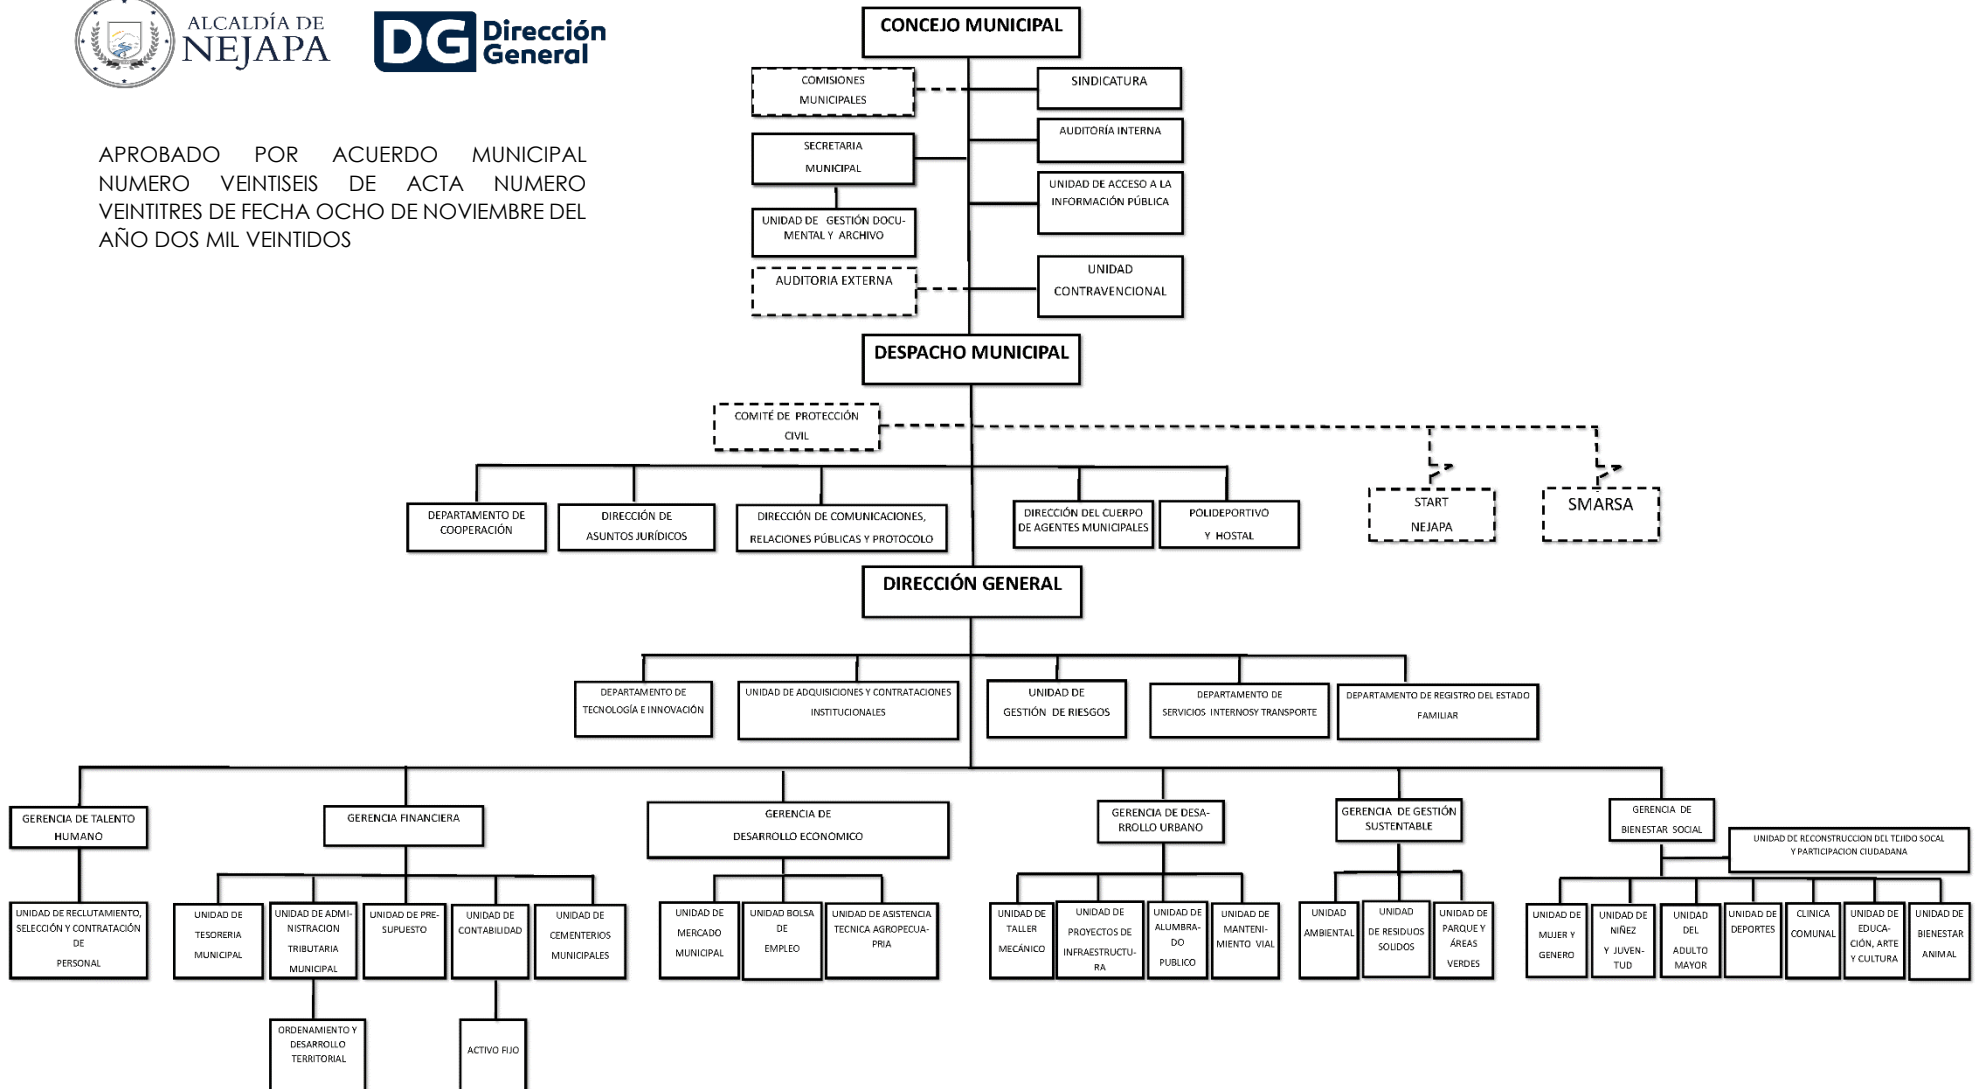 ALCALDÍA DE
NEJAPA
DG Dirección
General
APROBADO POR ACUERDO MUNICIPAL
NUMERO VEINTISEIS DE ACTA NUMERO
VEINTITRES DE FECHA OCHO DE NOVIEMBRE DEL
AÑO DOS MIL VEINTIDOS
CONCEJO MUNICIPAL
COMISIONES
MUNICIPALES
SINDICATURA
SECRETARIA
MUNICIPAL
AUDITORÍA INTERNA
UNIDAD DE GESTIÓN DOCU-
MENTAL Y ARCHIVO
UNIDAD DE ACCESO A LA
INFORMACIÓN PÚBLICA
AUDITORIA EXTERNA
UNIDAD
CONTRAVENCIONAL
DESPACHO MUNICIPAL
COMITÉ DE PROTECCIÓN
CIVIL
DEPARTAMENTO DE
COOPERACIÓN
DIRECCIÓN DE
ASUNTOS JURÍDICOS
DIRECCIÓN DE COMUNICACIONES,
RELACIONES PÚBLICAS Y PROTOCOLO
DIRECCIÓN DEL CUERPO
DE AGENTES MUNICIPALES
POLIDEPORTIVO
Y HOSTAL
START
NEJAPA
SMARSA
DIRECCIÓN GENERAL
DEPARTAMENTO DE
TECNOLOGÍA E INNOVACIÓN
UNIDAD DE ADQUISICIONES Y CONTRATACIONES
INSTITUCIONALES
UNIDAD DE
GESTIÓN DE RIESGOS
DEPARTAMENTO DE
SERVICIOS INTERNOSY TRANSPORTE
DEPARTAMENTO DE REGISTRO DEL ESTADO
FAMILIAR
GERENCIA DE TALENTO
HUMANO
GERENCIA FINANCIERA
GERENCIA DE
DESARROLLO ECONOMICO
GERENCIA DE DESA-
RROLLO URBANO
GERENCIA DE GESTIÓN
SUSTENTABLE
GERENCIA DE
BIENESTAR SOCIAL
UNIDAD DE RECONSTRUCCION DEL TEJIDO SOCAL
Y PARTICIPACION CIUDADANA
UNIDAD DE RECLUTAMIENTO,
SELECCIÓN Y CONTRATACIÓN
DE
PERSONAL
UNIDAD DE
TESORERIA
MUNICIPAL
UNIDAD DE ADMI-
NISTRACION
TRIBUTARIA
MUNICIPAL
UNIDAD DE PRE-
SUPUESTO
UNIDAD DE
CONTABILIDAD
UNIDAD DE
CEMENTERIOS
MUNICIPALES
UNIDAD DE
MERCADO
MUNICIPAL
UNIDAD BOLSA
DE
EMPLEO
UNIDAD DE ASISTENCIA
TECNICA AGROPECUA-
PRIA
UNIDAD DE
TALLER
MECÁNICO
UNIDAD DE
PROYECTOS DE
INFRAESTRUCTU-
RA
UNIDAD DE
ALUMBRA-
DO
PUBLICO
UNIDAD DE
MANTENI-
MIENTO VIAL
UNIDAD
AMBIENTAL
UNIDAD
DE RESIDUOS
SOLIDOS
UNIDAD DE
PARQUE Y
ÁREAS
VERDES
UNIDAD DE
MUJER Y
GENERO
UNIDAD DE
NIÑEZ
Y JUVEN-
TUD
UNIDAD
DEL
ADULTO
MAYOR
UNIDAD DE
DEPORTES
CLINICA
COMUNAL
UNIDAD DE
EDUCA-
CIÓN, ARTE
Y CULTURA
UNIDAD DE
BIENESTAR
ANIMAL
ORDENAMIENTO Y
DESARROLLO
TERRITORIAL
ACTIVO FIJO